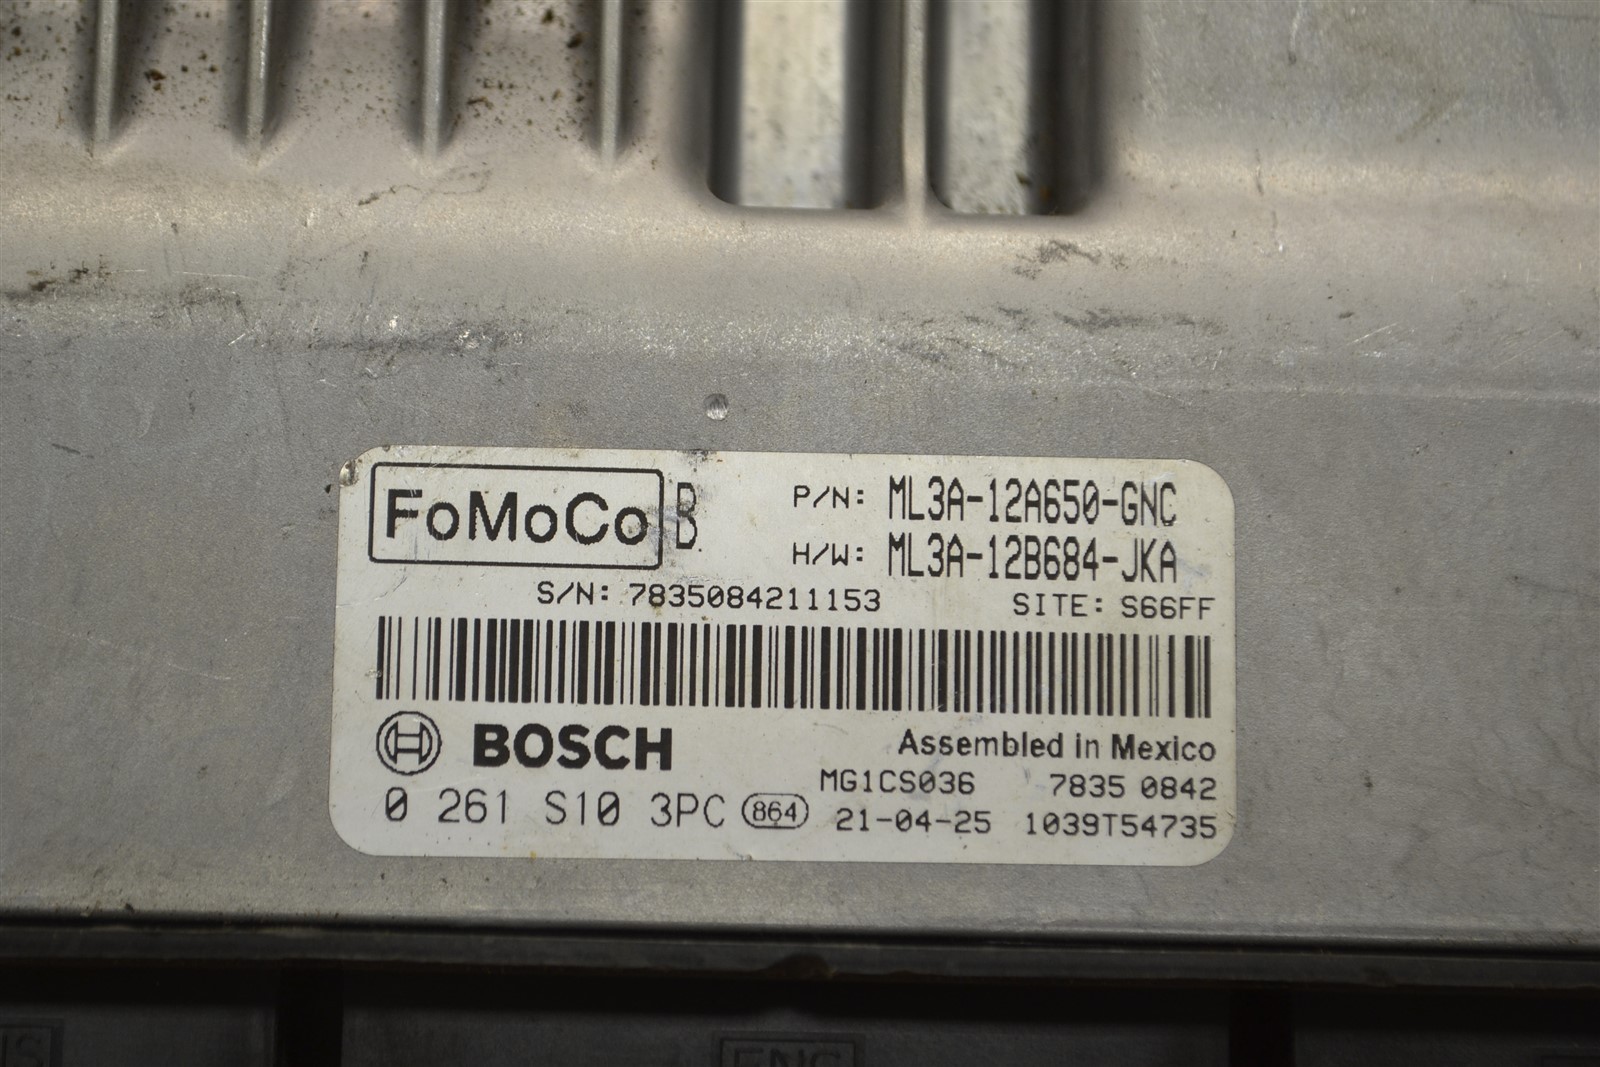 FoMoCo B P/N: ML3A-12A650-GNC
H/W: ML3A-12B684-JKA
S/N: 7835084211153 SITE: S66FF
BOSCH Assembled in Mexico
MG1CS036 7835 0842
0 261 S10 3PC 864 21-04-25 1039T54735
ENG